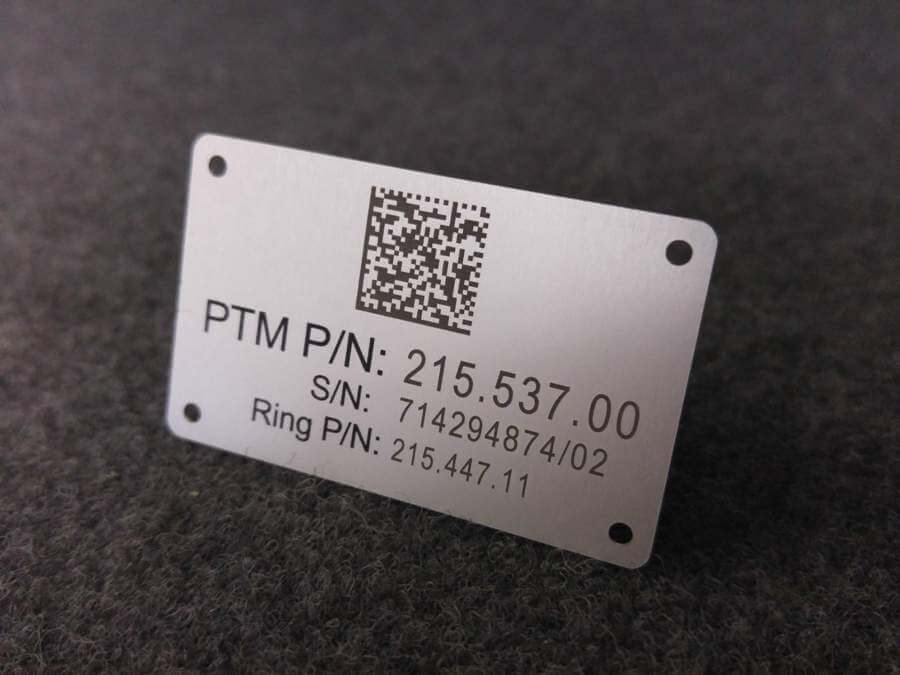 PTM P/N: 215.537.00
S/N: 714294874/02
Ring P/N: 215.447.11